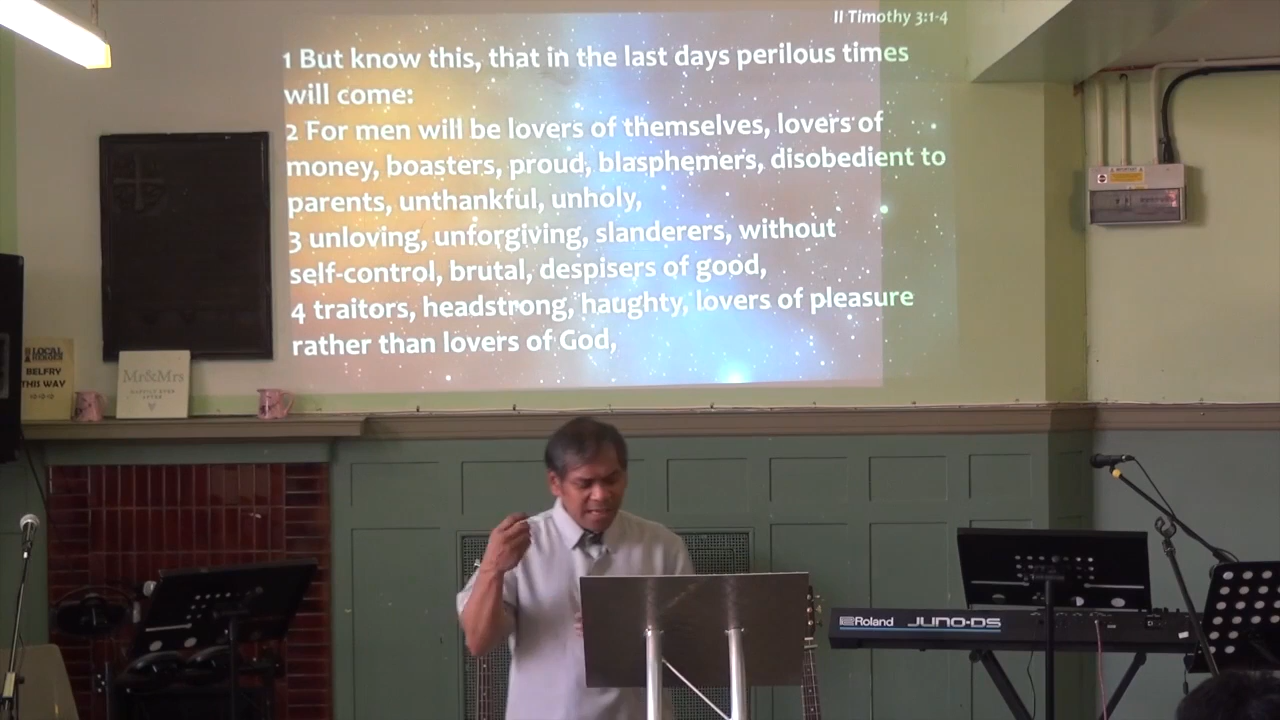 II Timothy 3:1-4
1 But know this, that in the last days perilous times
will come:
2 For men will be lovers of themselves, lovers of
money, boasters, proud, blasphemers, disobedient to
parents, unthankful, unholy,
3 unloving, unforgiving, slanderers, without
self-control, brutal, despisers of good,
4 traitors, headstrong, haughty, lovers of pleasure
rather than lovers of God,
LOCAL
BELFRY
THIS WAY
Mr&Mrs
HAPPILY EVER
AFTER
Roland JUNO-DS